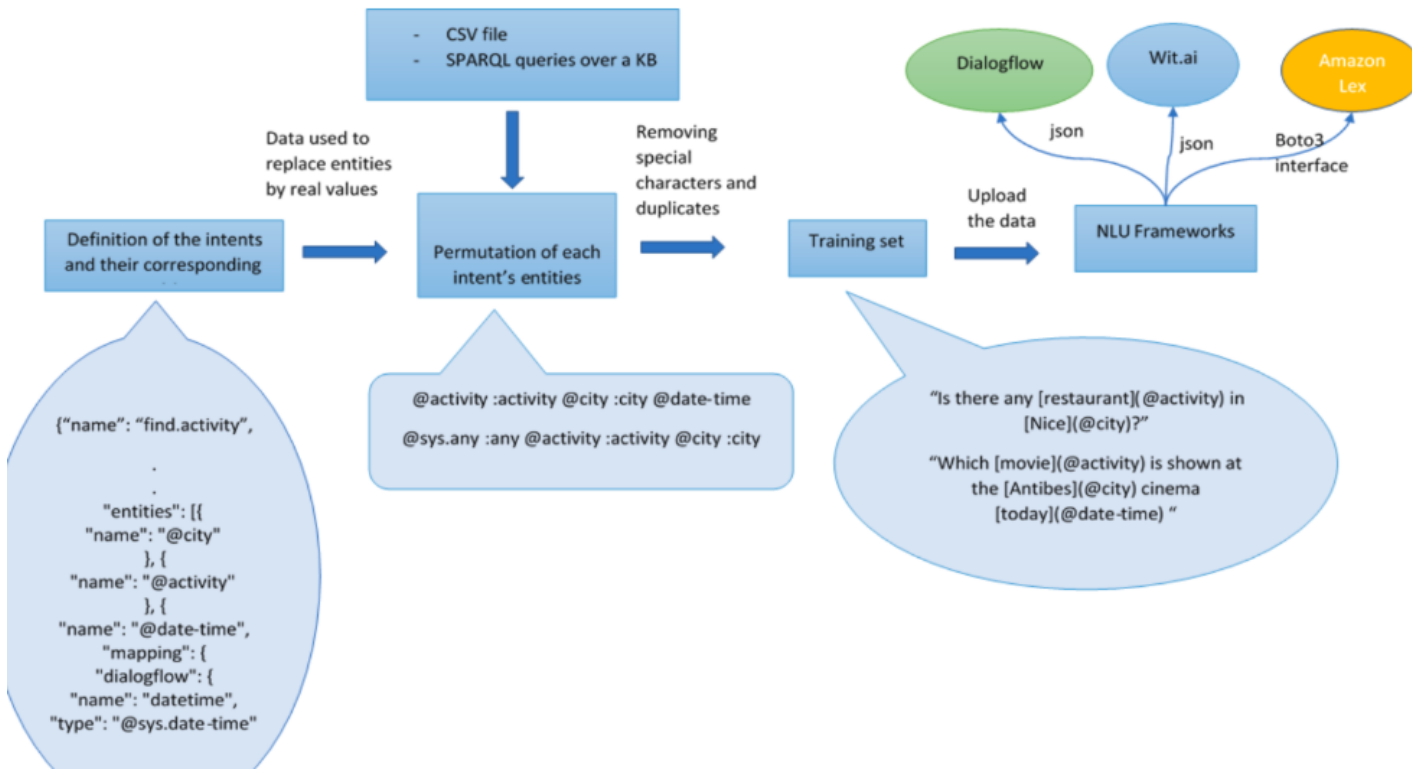 - CSV file
- SPARQL queries over a KB
Dialogflow
Wit.ai
Amazon
Lex
json
json
Boto3
interface
Data used to
replace entities
by real values
Removing
special
characters and
duplicates
Upload
the data
Definition of the intents
and their corresponding
Permutation of each
intent's entities
Training set
NLU Frameworks
{"name": “find.activity”,
.
.
"entities": [{
"name": "@city"
}, {
"name": "@activity"
}, {
"name": "@date-time",
"mapping": {
"dialogflow": {
"name": "datetime",
"type": "@sys.date-time"
@activity :activity @city :city @date-time
@sys.any :any @activity :activity @city :city
“Is there any [restaurant](@activity) in
[Nice](@city)?”
“Which [movie](@activity) is shown at
the [Antibes](@city) cinema
[today](@date-time) “